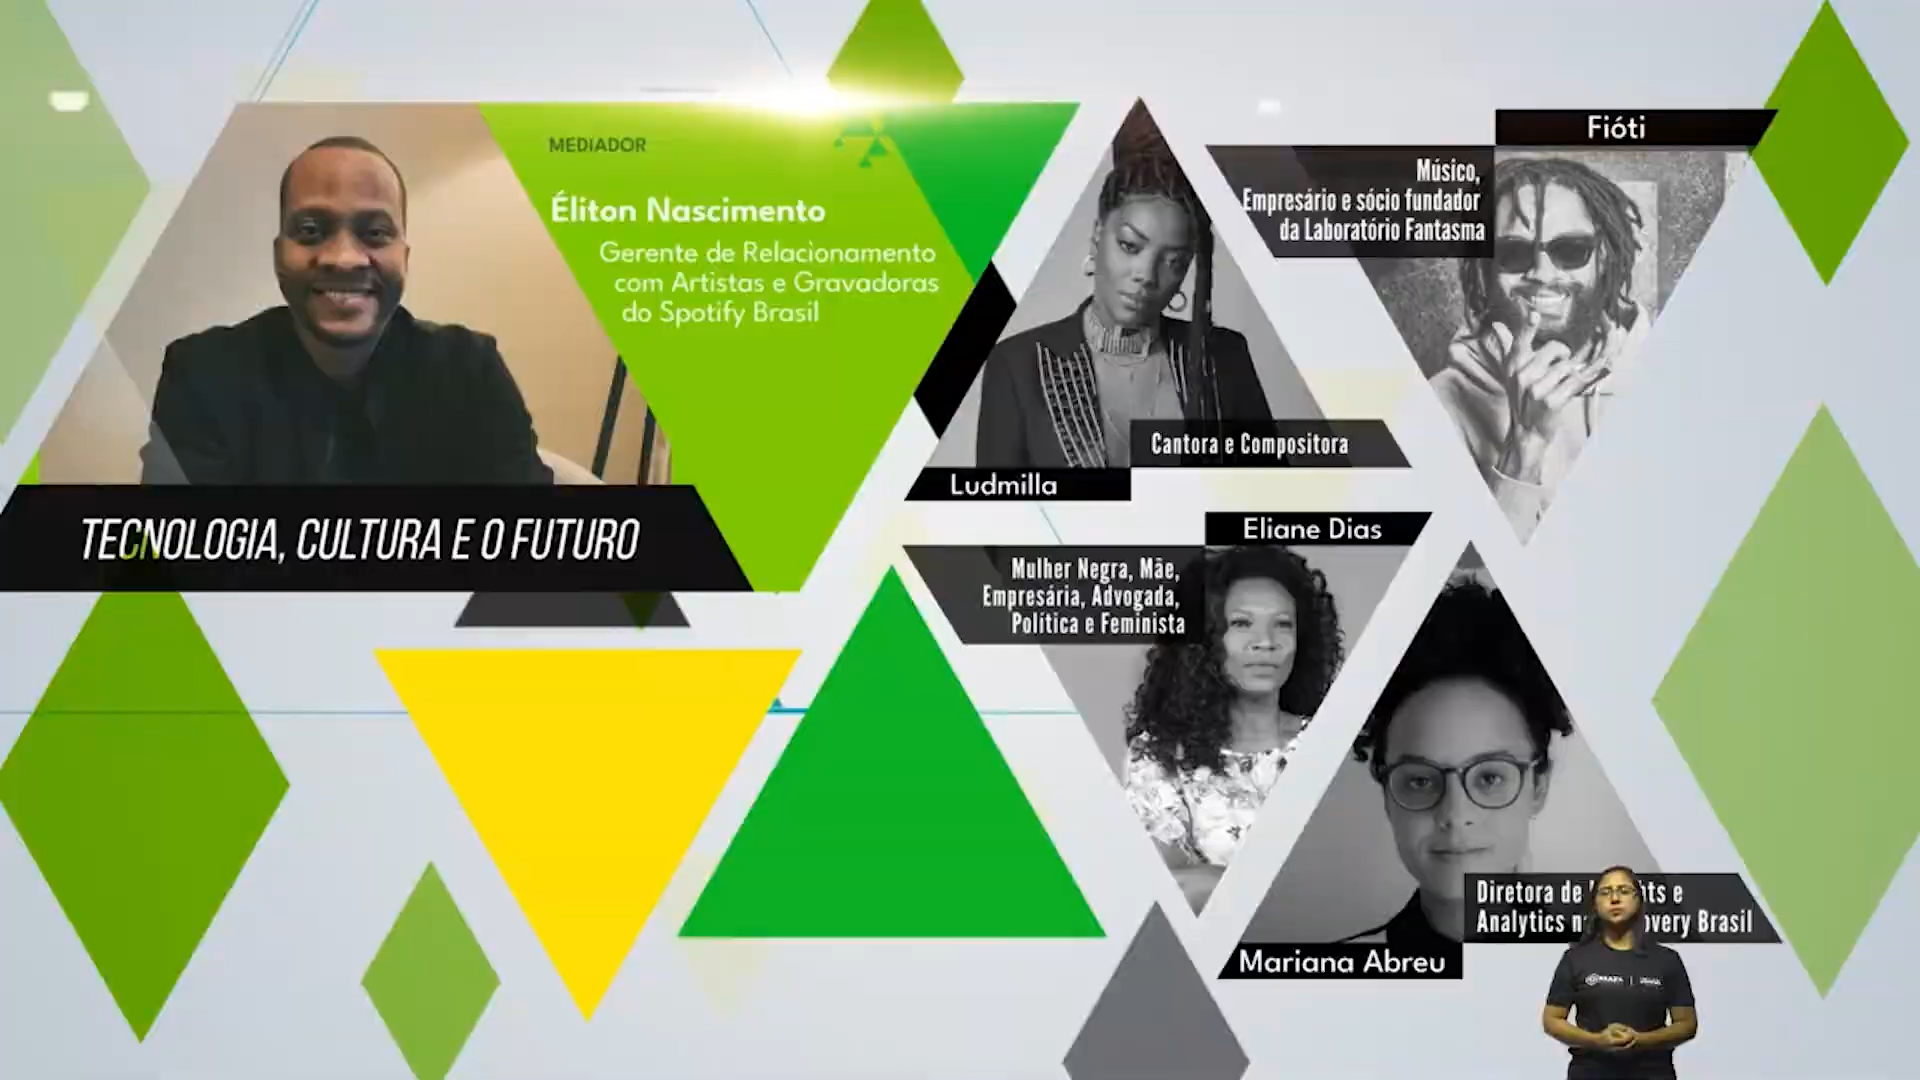 MEDIADOR
Éliton Nascimento
Gerente de Relacionamento
com Artistas e Gravadoras
do Spotify Brasil
TECNOLOGIA, CULTURA E O FUTURO
Ludmilla
Cantora e Compositora
Fióti
Músico,
Empresário e sócio fundador
da Laboratório Fantasma
Eliane Dias
Mulher Negra, Mãe,
Empresária, Advogada,
Política e Feminista
Mariana Abreu
Diretora de e
Analytics Brasil